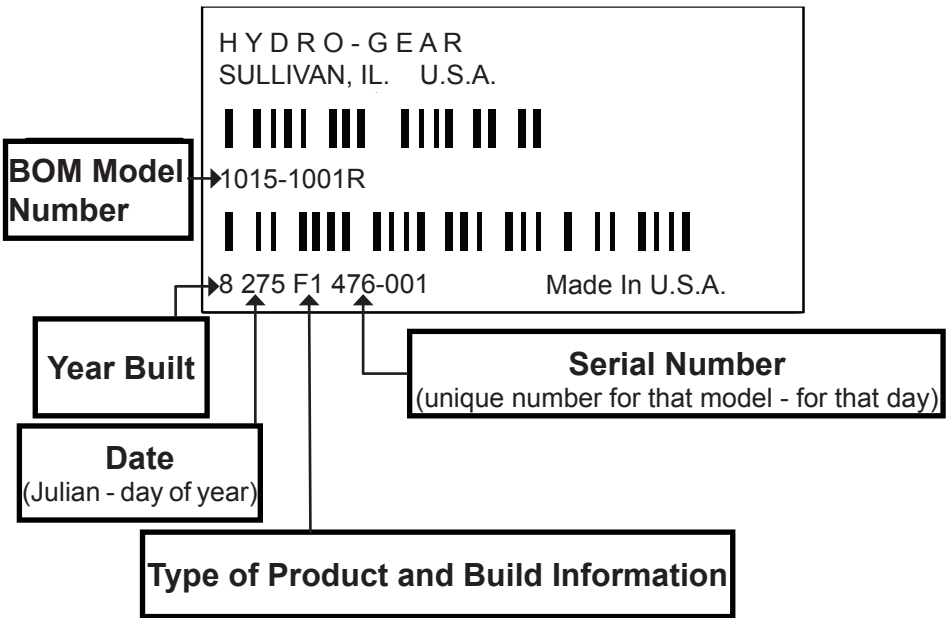 HYDRO-GEAR
SULLIVAN, IL. U.S.A.
BOM Model
Number
1015-1001R
8 275 F1 476-001 Made In U.S.A.
Year Built
Serial Number
(unique number for that model - for that day)
Date
(Julian - day of year)
Type of Product and Build Information